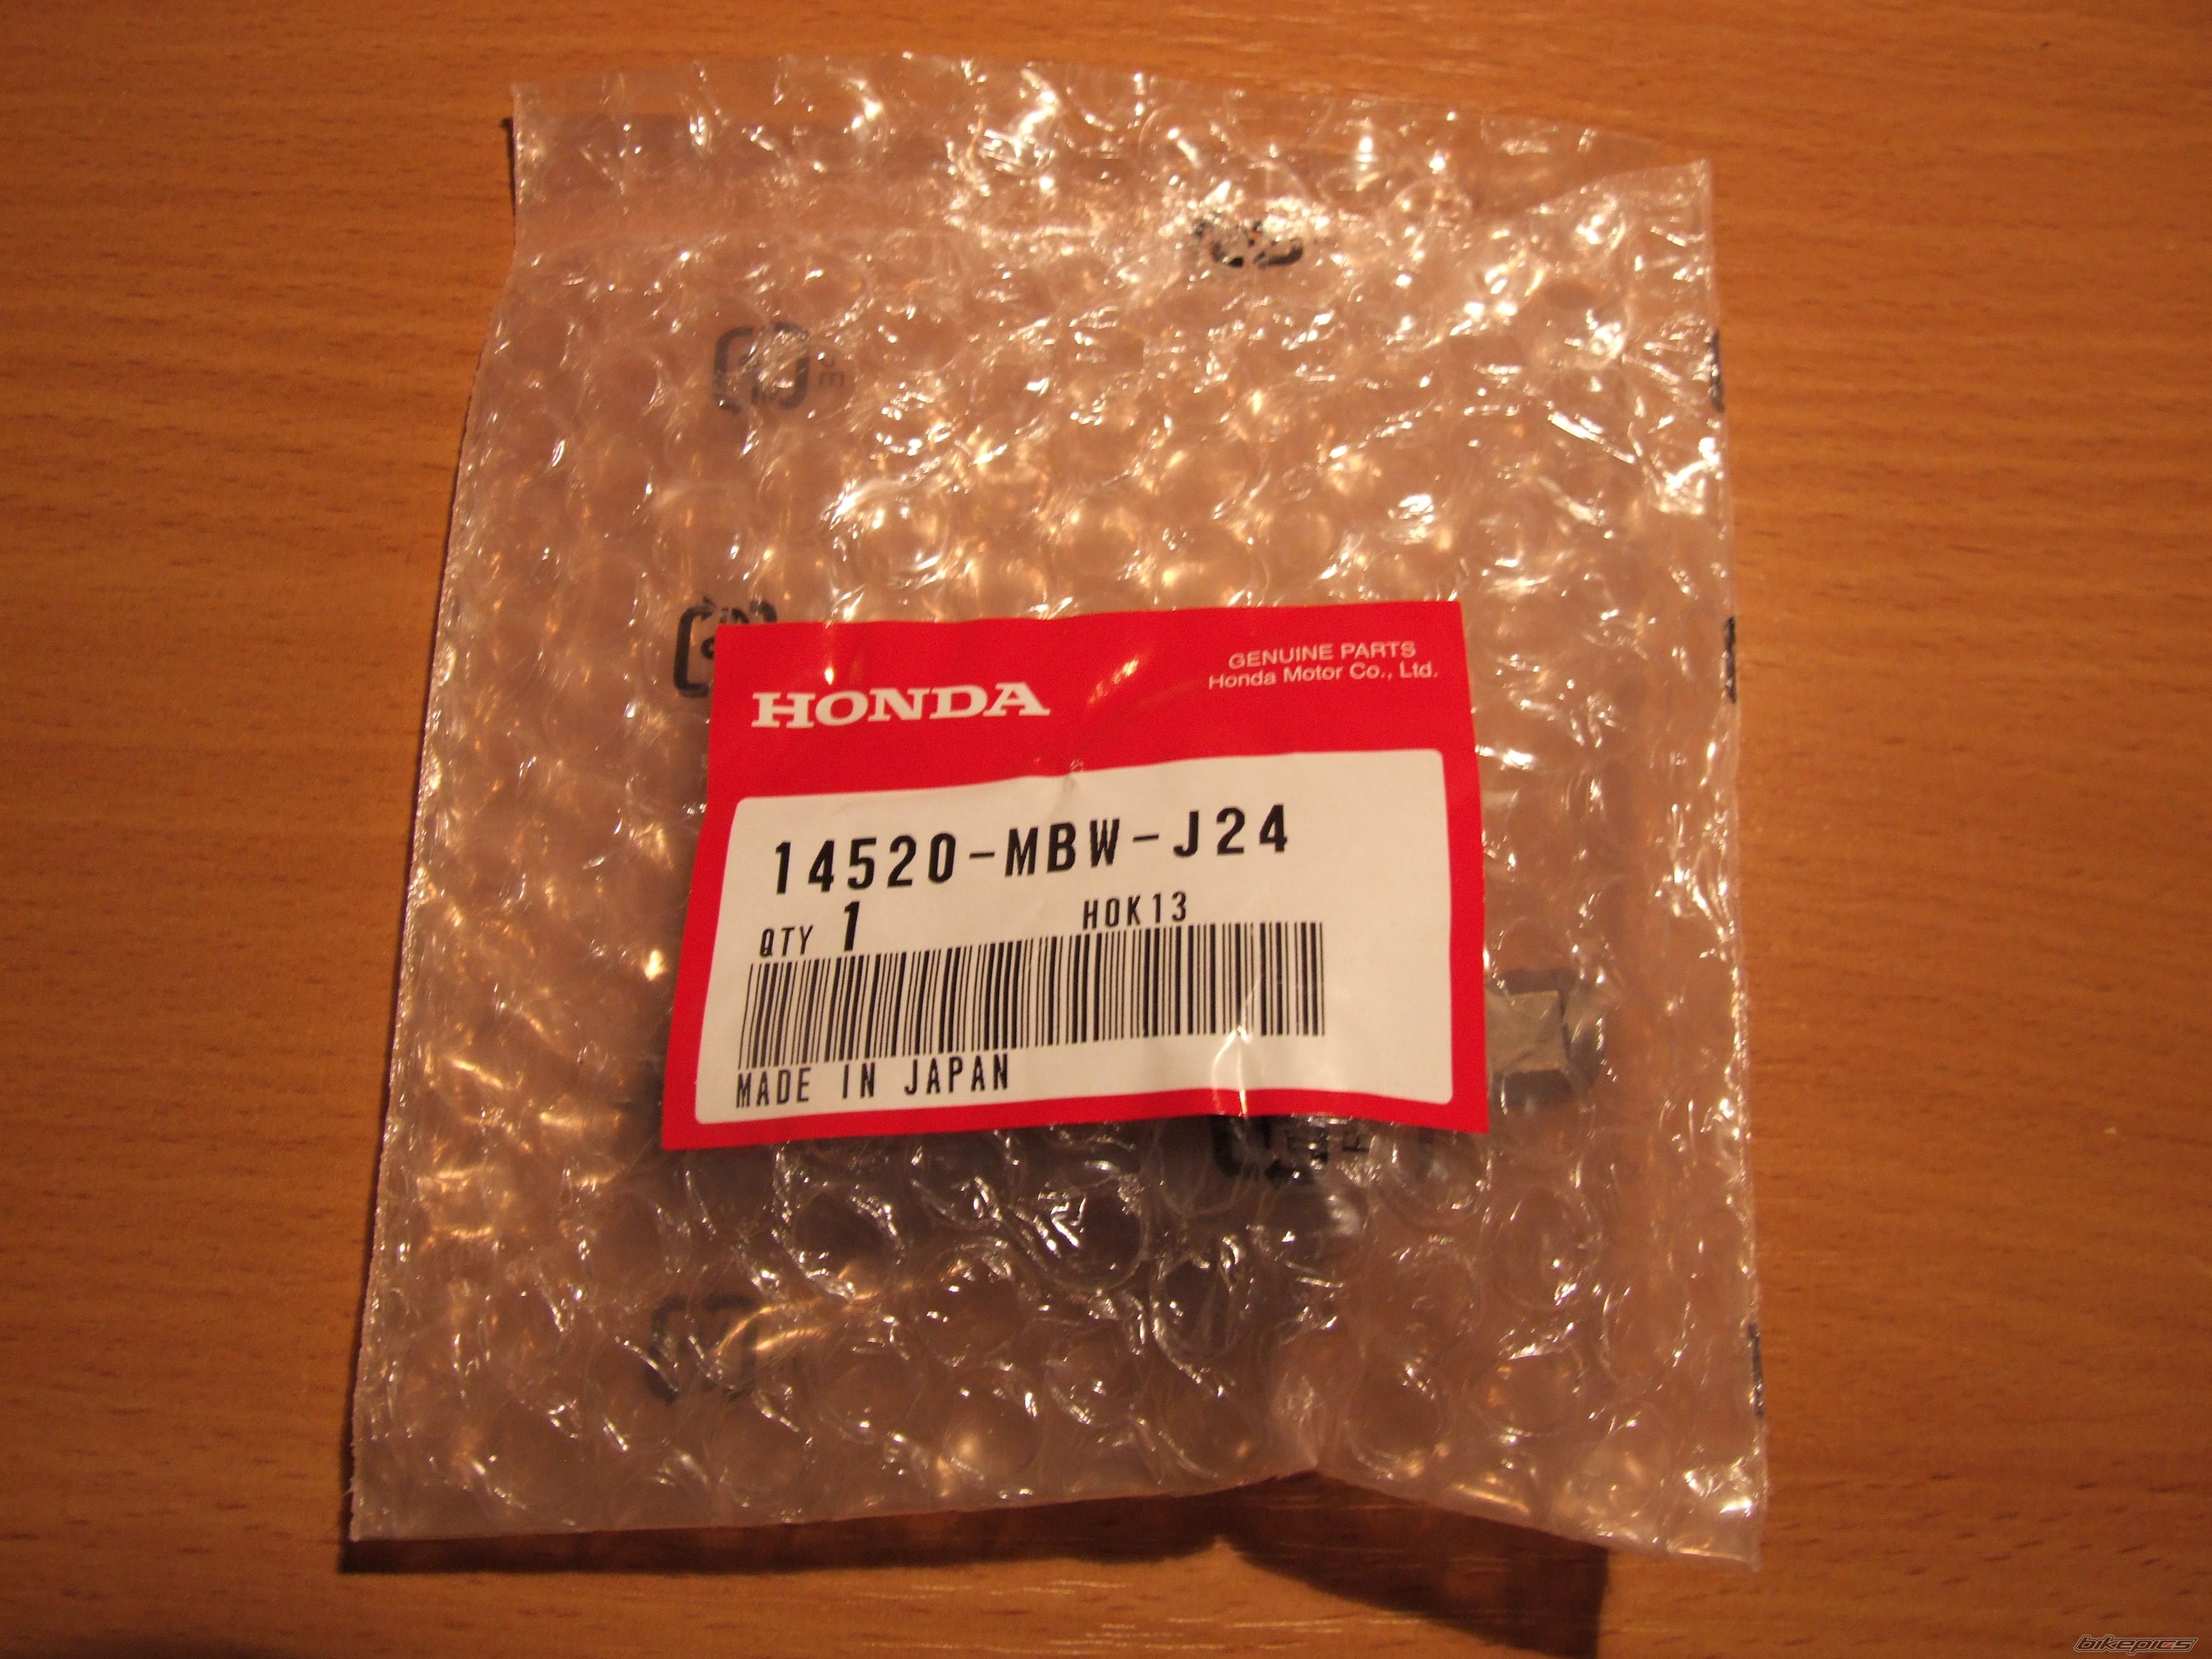 HONDA
GENUINE PARTS
Honda Motor Co., Ltd.
14520-MBW-J24
QTY 1 HOK13
MADE IN JAPAN
bikepics